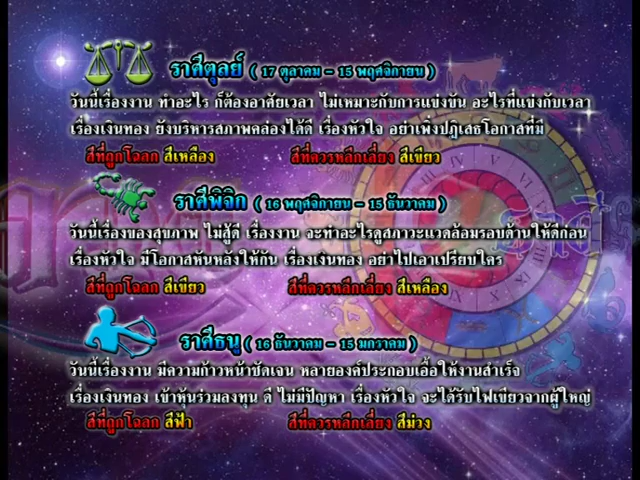 ราศีตุลย์ ( 17 ตุลาคม - 15 พฤศจิกายน )
วันนี้เรื่องงาน ทำอะไร ก็ต้องอาศัยเวลา ไม่เหมาะกับการแข่งขัน อะไรที่แข่งกับเวลา
เรื่องเงินทอง ยังบริหารสภาพคล่องได้ดี เรื่องหัวใจ อย่าเพิ่งปฏิเสธโอกาสที่มี
สีที่ถูกโฉลก สีเหลือง สีที่ควรหลีกเลี่ยง สีเขียว
ราศีพิจิก ( 16 พฤศจิกายน - 15 ธันวาคม )
วันนี้เรื่องของสุขภาพ ไม่สู้ดี เรื่องงาน จะทำอะไรดูสภาวะแวดล้อมรอบด้านให้ดีก่อน
เรื่องหัวใจ มีโอกาสหันหลังให้กัน เรื่องเงินทอง อย่าไปเอาเปรียบใคร
สีที่ถูกโฉลก สีเขียว สีที่ควรหลีกเลี่ยง สีเหลือง
ราศีธนู ( 16 ธันวาคม - 15 มกราคม )
วันนี้เรื่องงาน มีความก้าวหน้าชัดเจน หลายองค์ประกอบเอื้อให้งานสำเร็จ
เรื่องเงินทอง เข้าหุ้นร่วมลงทุน ดี ไม่มีปัญหา เรื่องหัวใจ จะได้รับไฟเขียวจากผู้ใหญ่
สีที่ถูกโฉลก สีฟ้า สีที่ควรหลีกเลี่ยง สีม่วง